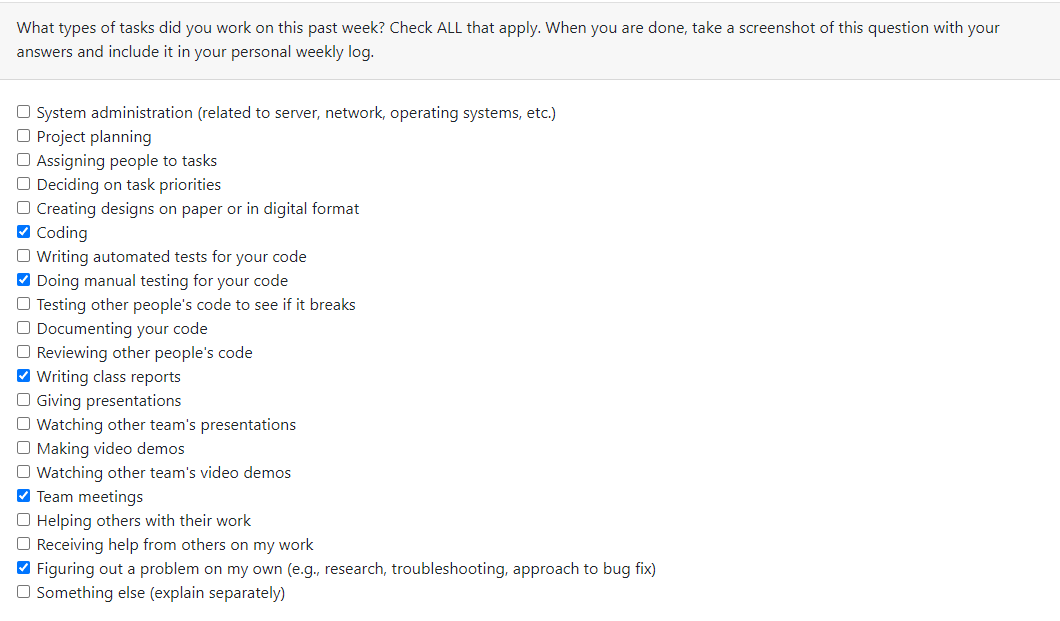 What types of tasks did you work on this past week? Check ALL that apply. When you are done, take a screenshot of this question with your
answers and include it in your personal weekly log.
System administration (related to server, network, operating systems, etc.)
Project planning
Assigning people to tasks
Deciding on task priorities
Creating designs on paper or in digital format
Coding
Writing automated tests for your code
Doing manual testing for your code
Testing other people's code to see if it breaks
Documenting your code
Reviewing other people's code
Writing class reports
Giving presentations
Watching other team's presentations
Making video demos
Watching other team's video demos
Team meetings
Helping others with their work
Receiving help from others on my work
Figuring out a problem on my own (e.g., research, troubleshooting, approach to bug fix)
Something else (explain separately)